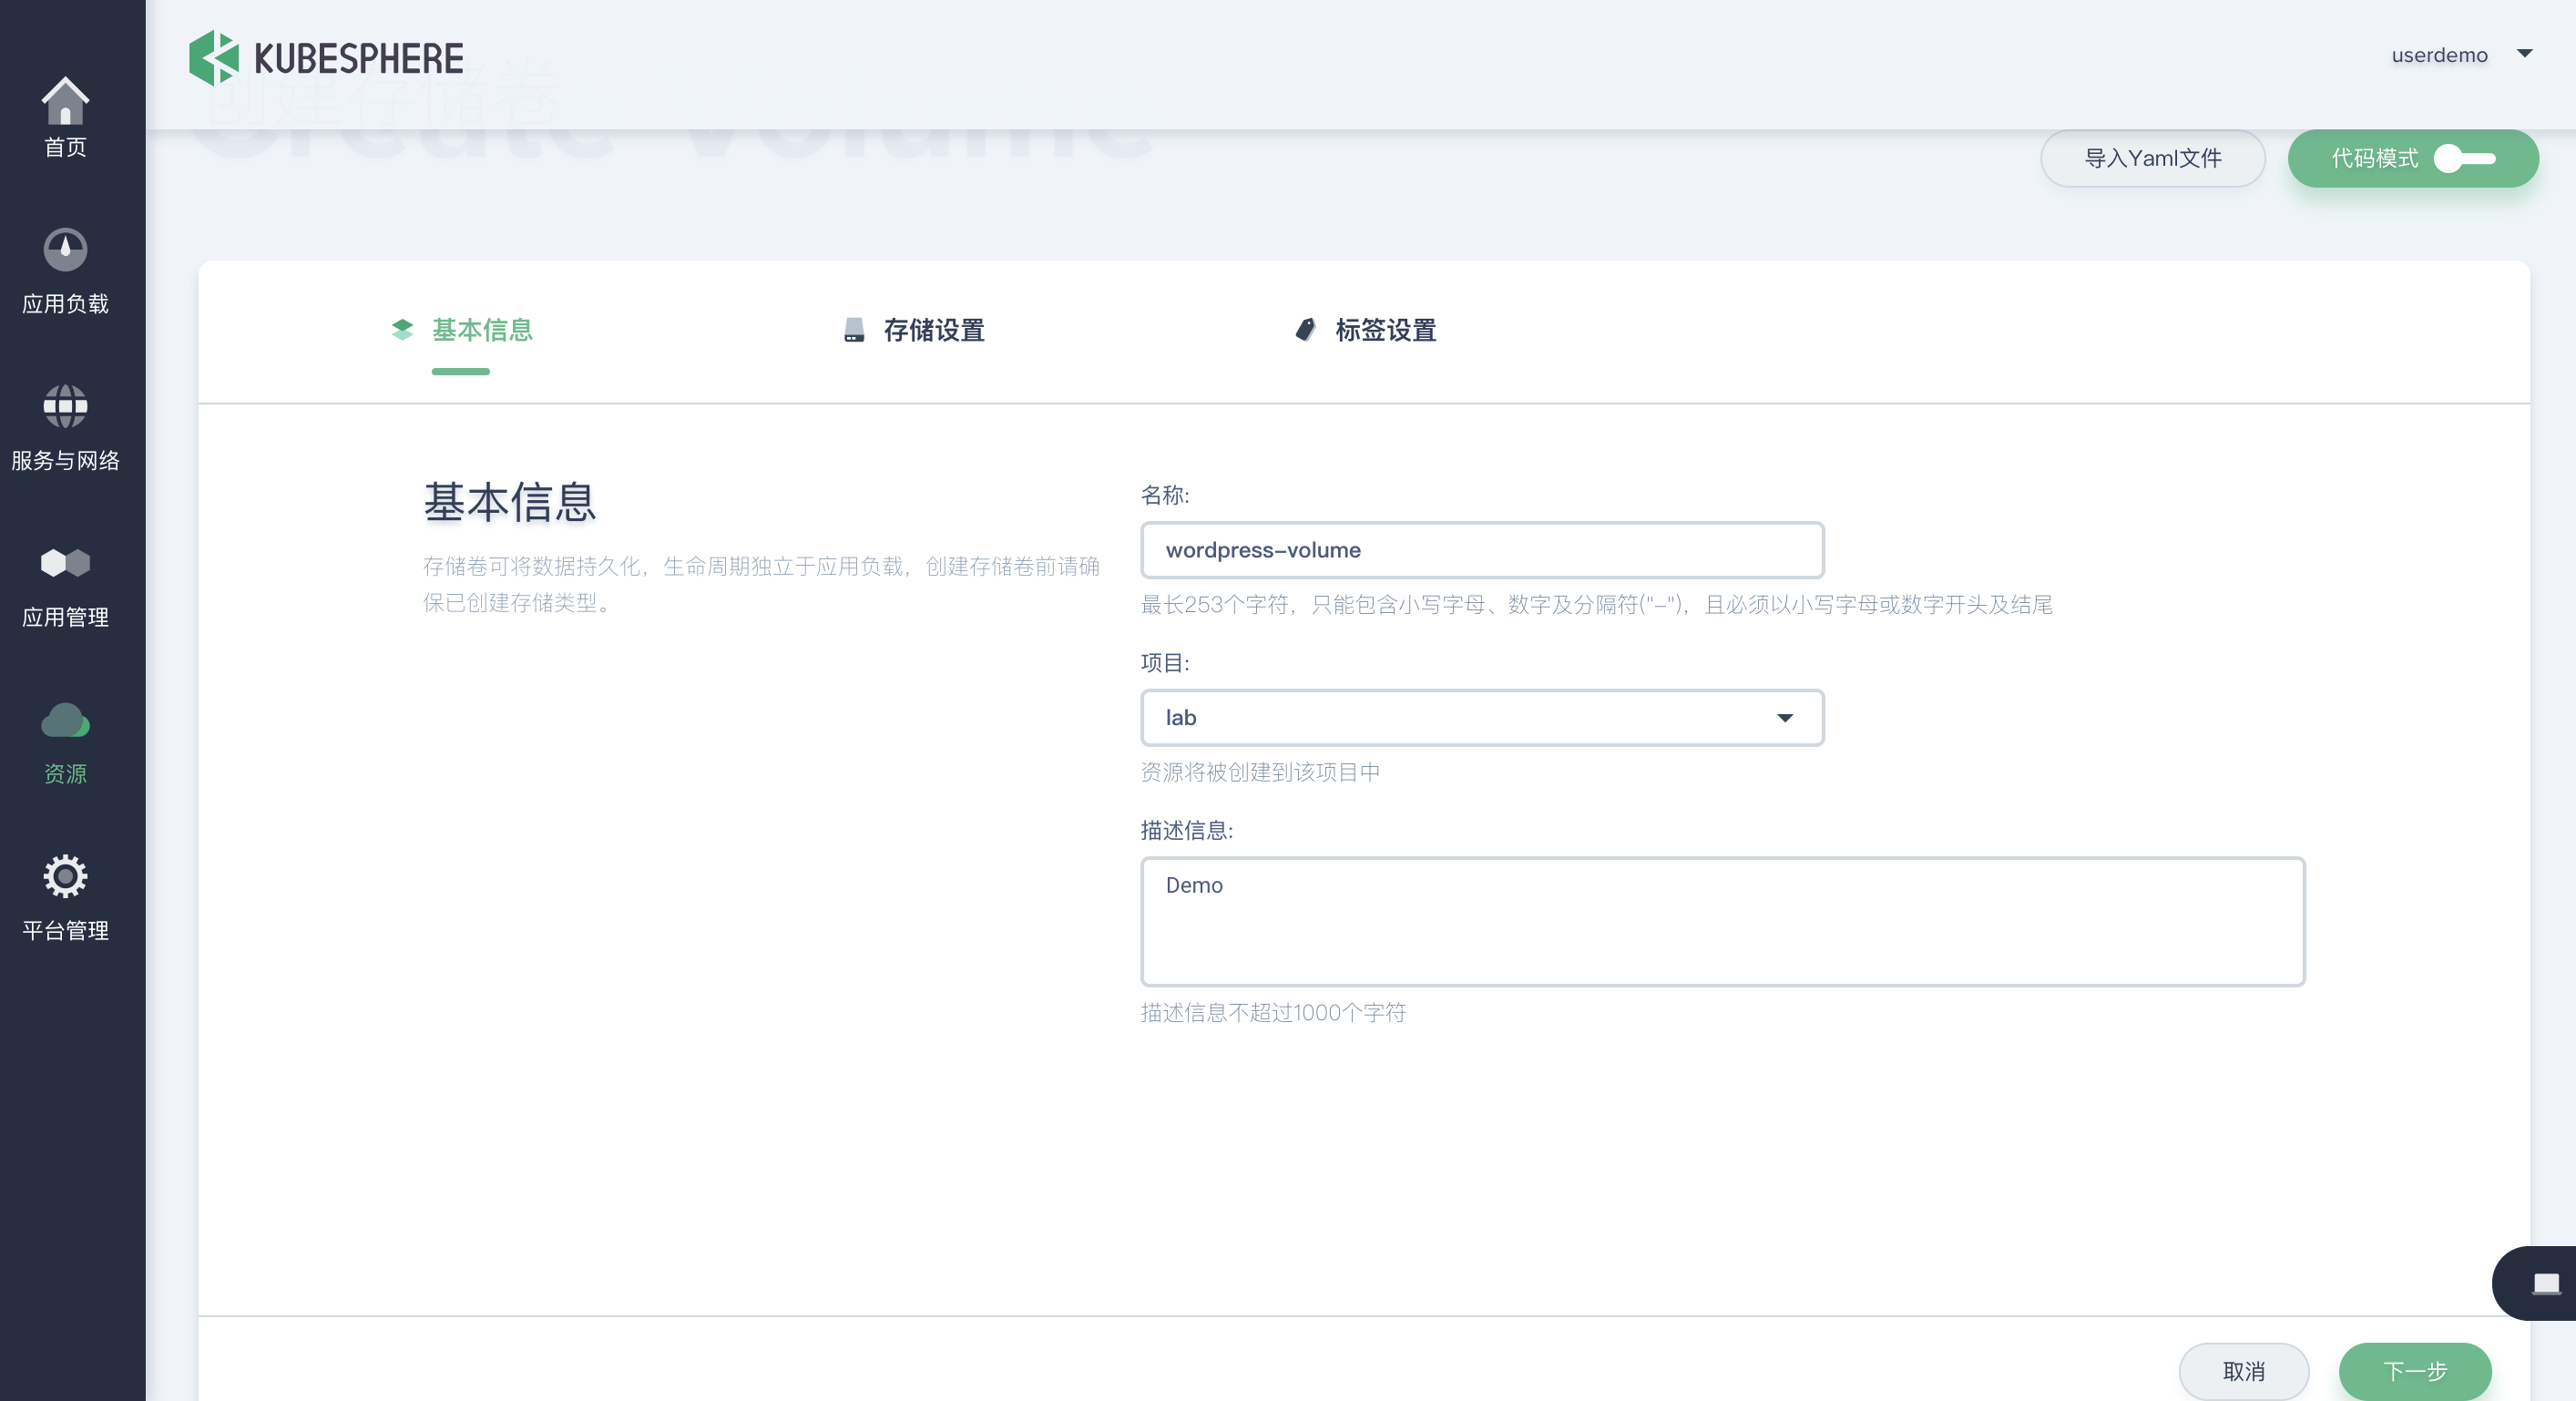 首页
应用负载
服务与网络
应用管理
资源
平台管理
KUBESPHERE
userdemo
创建存储卷
Create Volume
导入Yaml文件
代码模式
基本信息
存储设置
标签设置
基本信息
存储卷可将数据持久化，生命周期独立于应用负载，创建存储卷前请确
保已创建存储类型。
名称:
wordpress-volume
最长253个字符，只能包含小写字母、数字及分隔符("-")，且必须以小写字母或数字开头及结尾
项目:
lab
资源将被创建到该项目中
描述信息:
Demo
描述信息不超过1000个字符
取消
下一步